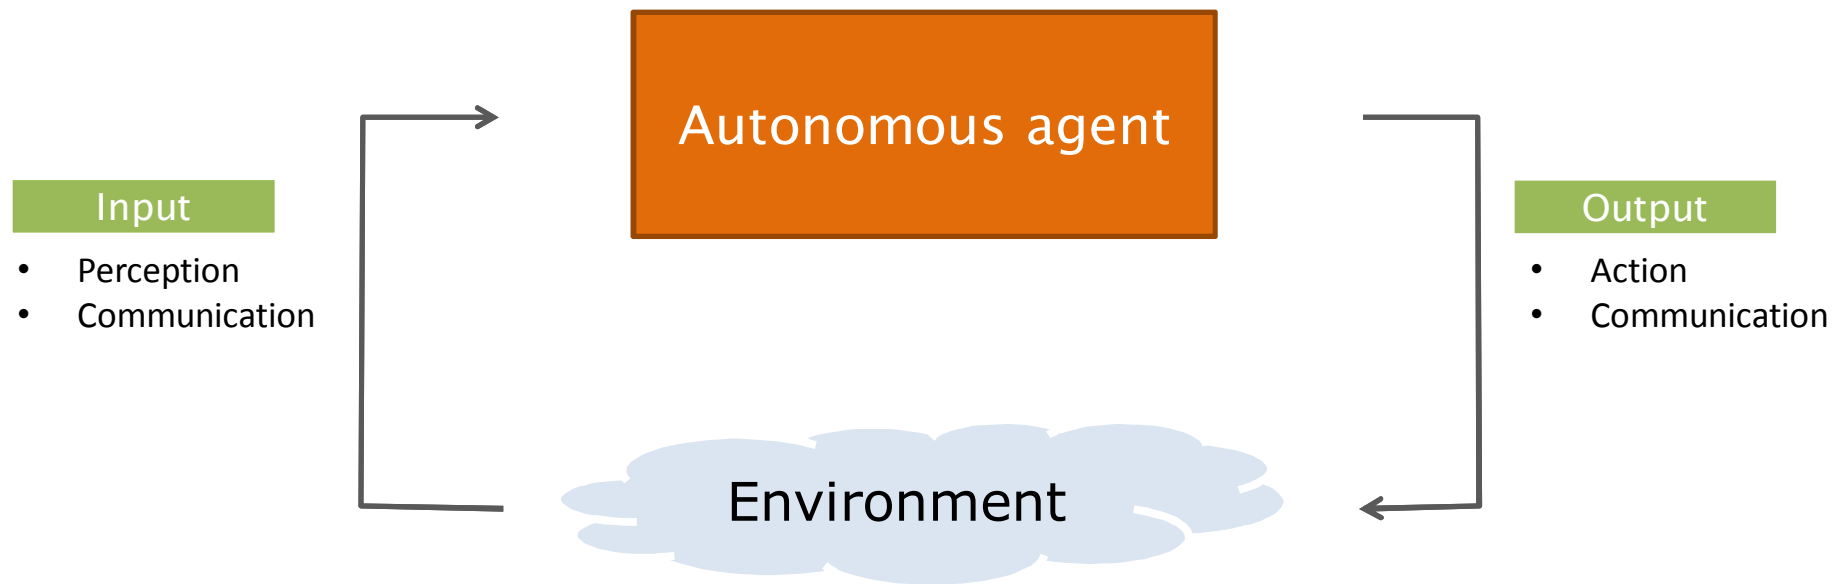 Autonomous agent
Input
• Perception
• Communication
Output
• Action
• Communication
Environment